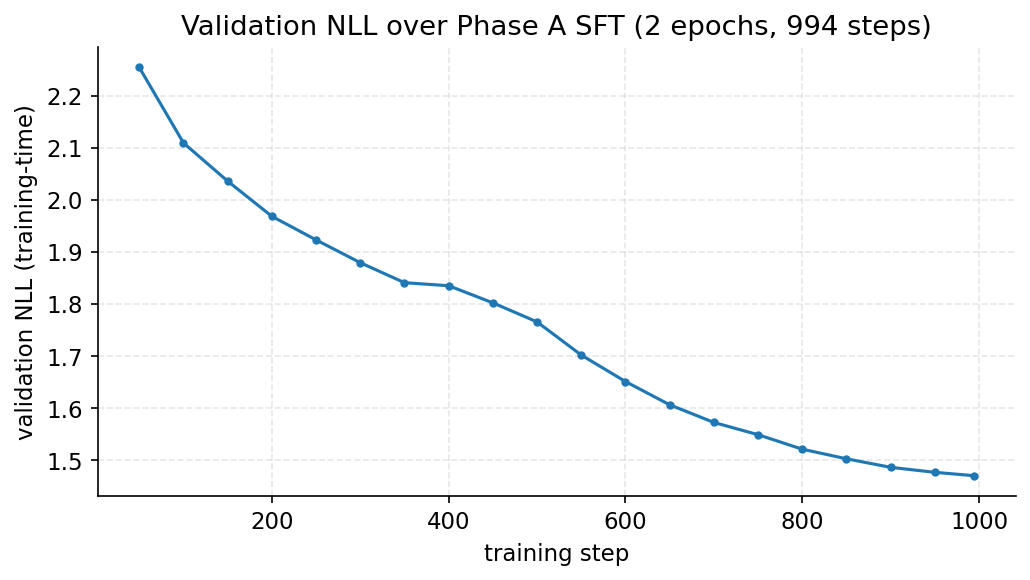 Validation NLL over Phase A SFT (2 epochs, 994 steps)
validation NLL (training-time)
2.2
2.1
2.0
1.9
1.8
1.7
1.6
1.5
200 400 600 800 1000
training step